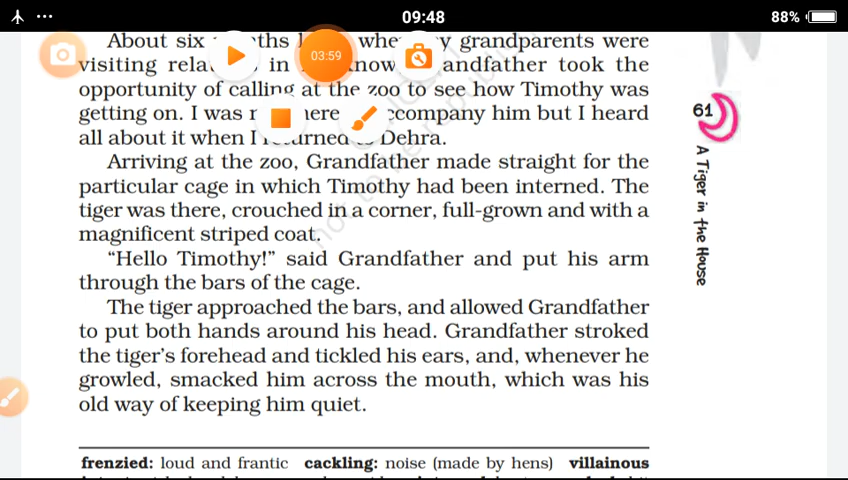 09:48
88%
About six
grandparents were
03:59
visiting
in
Grandfather took the
opportunity of calling at the zoo to see how Timothy was
getting on. I was
accompany him but I heard
all about it when I returned to Dehra.
Arriving at the zoo, Grandfather made straight for the
particular cage in which Timothy had been interned. The
tiger was there, crouched in a corner, full-grown and with a
magnificent striped coat.
“Hello Timothy!” said Grandfather and put his arm
through the bars of the cage.
The tiger approached the bars, and allowed Grandfather
to put both hands around his head. Grandfather stroked
the tiger's forehead and tickled his ears, and, whenever he
growled, smacked him across the mouth, which was his
old way of keeping him quiet.
frenzied: loud and frantic cackling: noise (made by hens) villainous
61
A Tiger in the House